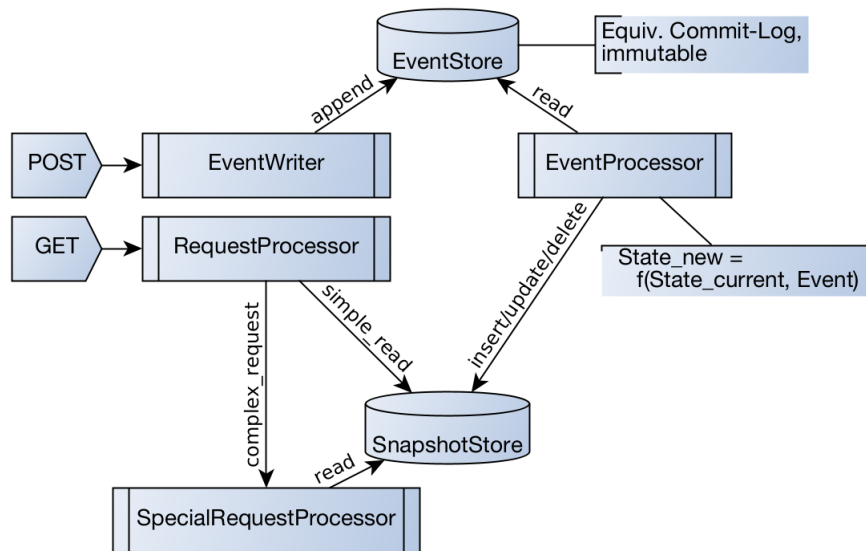 EventStore
Equiv. Commit-Log,
immutable
append
read
POST
EventWriter
EventProcessor
GET
RequestProcessor
State_new =
f(State_current, Event)
insert/update/delete
simple_read
complex_request
SnapshotStore
read
SpecialRequestProcessor